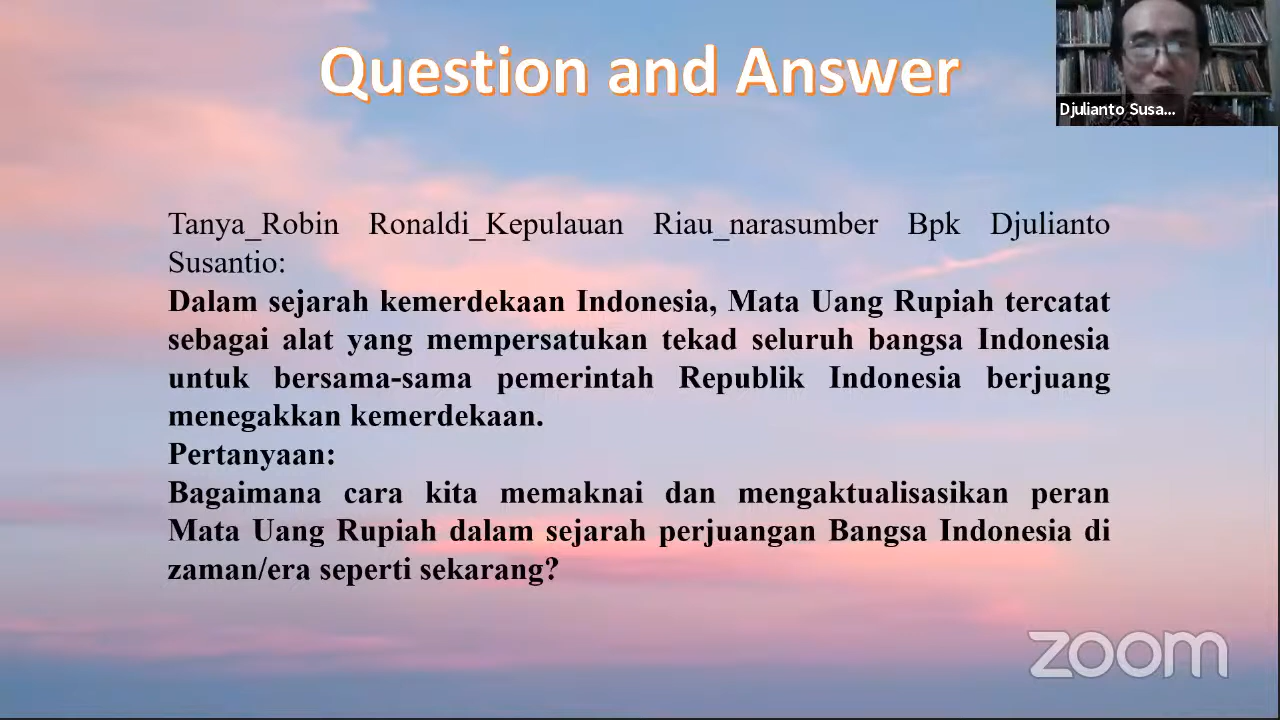 Question and Answer
Djulianto Susa...
Tanya_Robin Ronaldi_Kepulauan Riau_narasumber Bpk Djulianto
Susantio:
Dalam sejarah kemerdekaan Indonesia, Mata Uang Rupiah tercatat
sebagai alat yang mempersatukan tekad seluruh bangsa Indonesia
untuk bersama-sama pemerintah Republik Indonesia berjuang
menegakkan kemerdekaan.
Pertanyaan:
Bagaimana cara kita memaknai dan mengaktualisasikan peran
Mata Uang Rupiah dalam sejarah perjuangan Bangsa Indonesia di
zaman/era seperti sekarang?
zoom